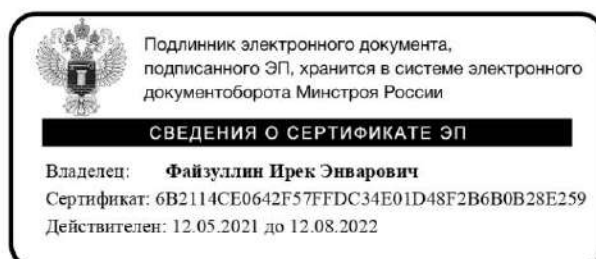 Подлинник электронного документа,
подписанного ЭП, хранится в системе электронного
документоборота Минстроя России
СВЕДЕНИЯ О СЕРТИФИКАТЕ ЭП
Владелец: Файзуллин Ирек Энварович
Сертификат: 6B2114CE0642F57FFDC34E01D48F2B6B0B28E259
Действителен: 12.05.2021 до 12.08.2022